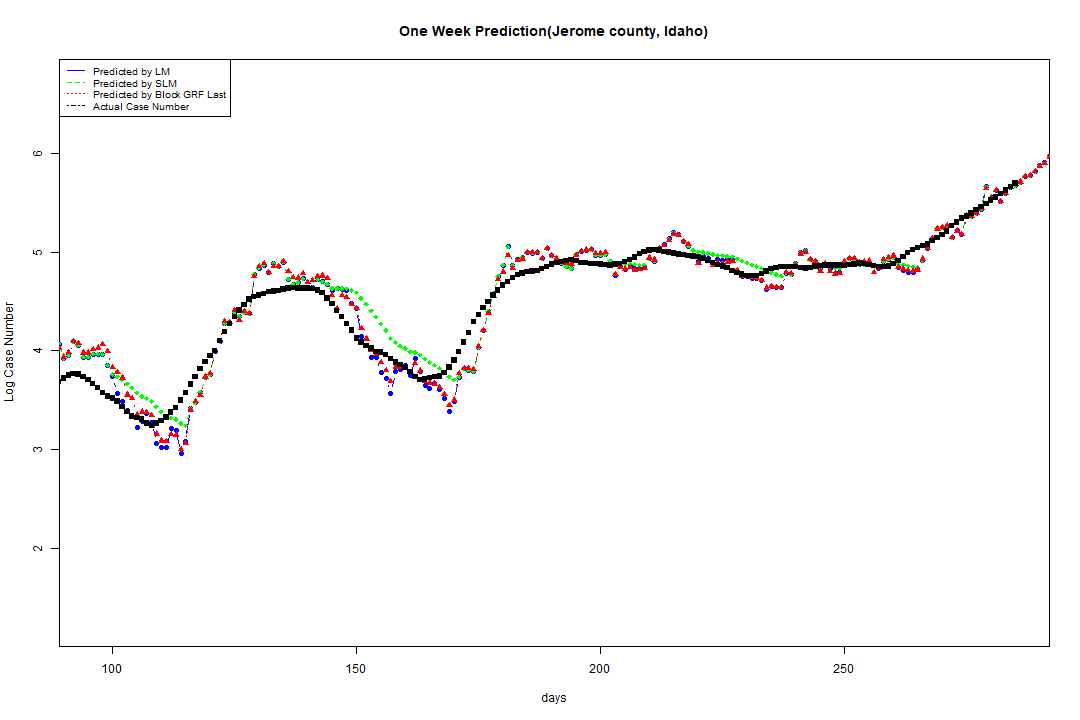 One Week Prediction(Jerome county, Idaho)
Predicted by LM
Predicted by SLM
Predicted by Block GRF Last
Actual Case Number
6
5
4
3
2
Log Case Number
100 150 200 250
days